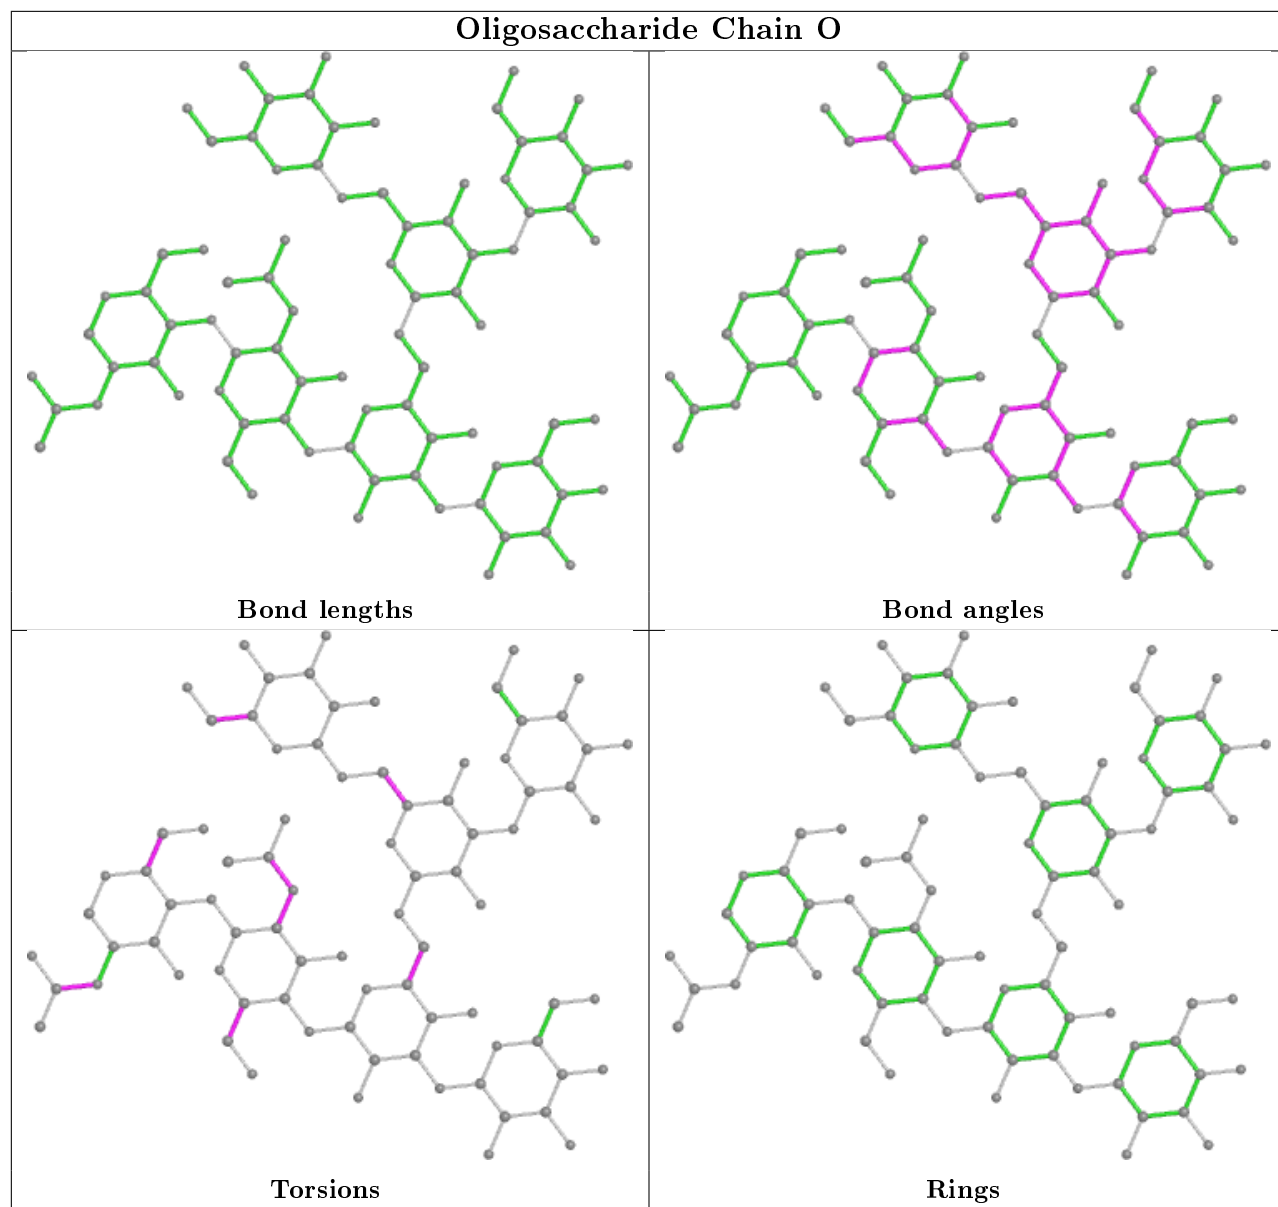 Oligosaccharide Chain O
Bond lengths
Bond angles
Torsions
Rings